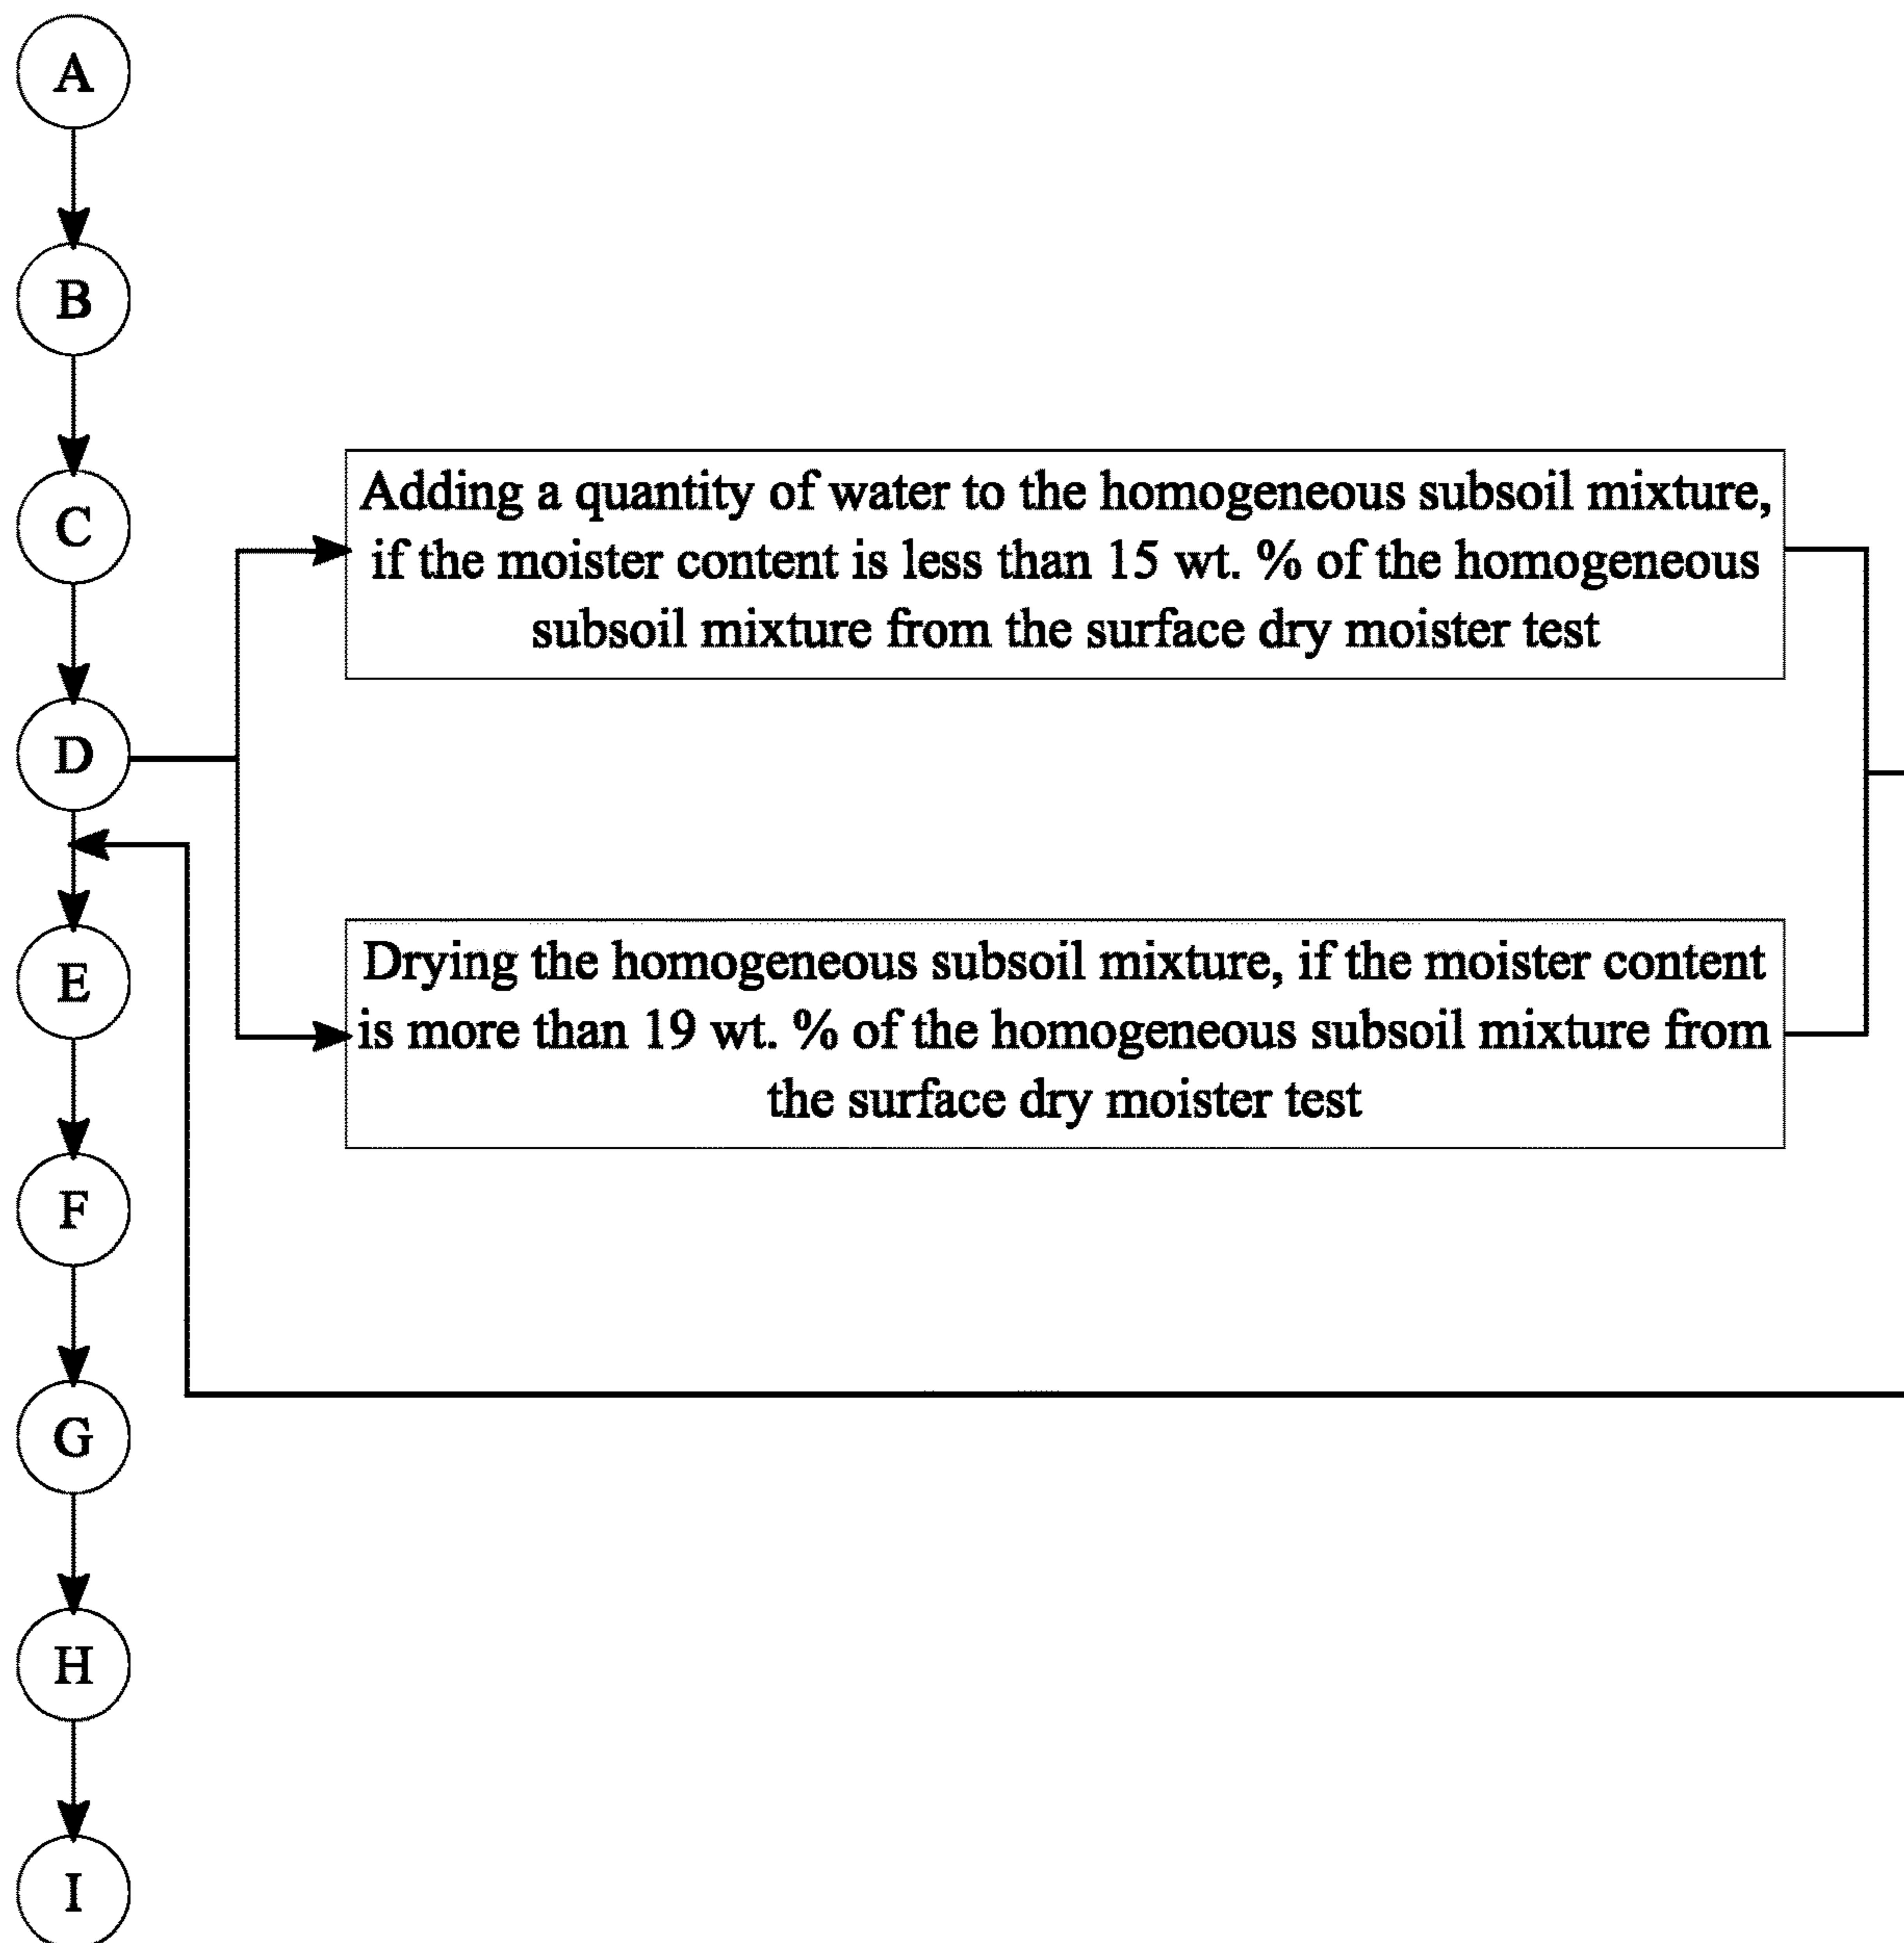 A
B
C
Adding a quantity of water to the homogeneous subsoil mixture,
if the moister content is less than 15 wt. % of the homogeneous
subsoil mixture from the surface dry moister test
D
Drying the homogeneous subsoil mixture, if the moister content
is more than 19 wt. % of the homogeneous subsoil mixture from
the surface dry moister test
E
F
G
H
I